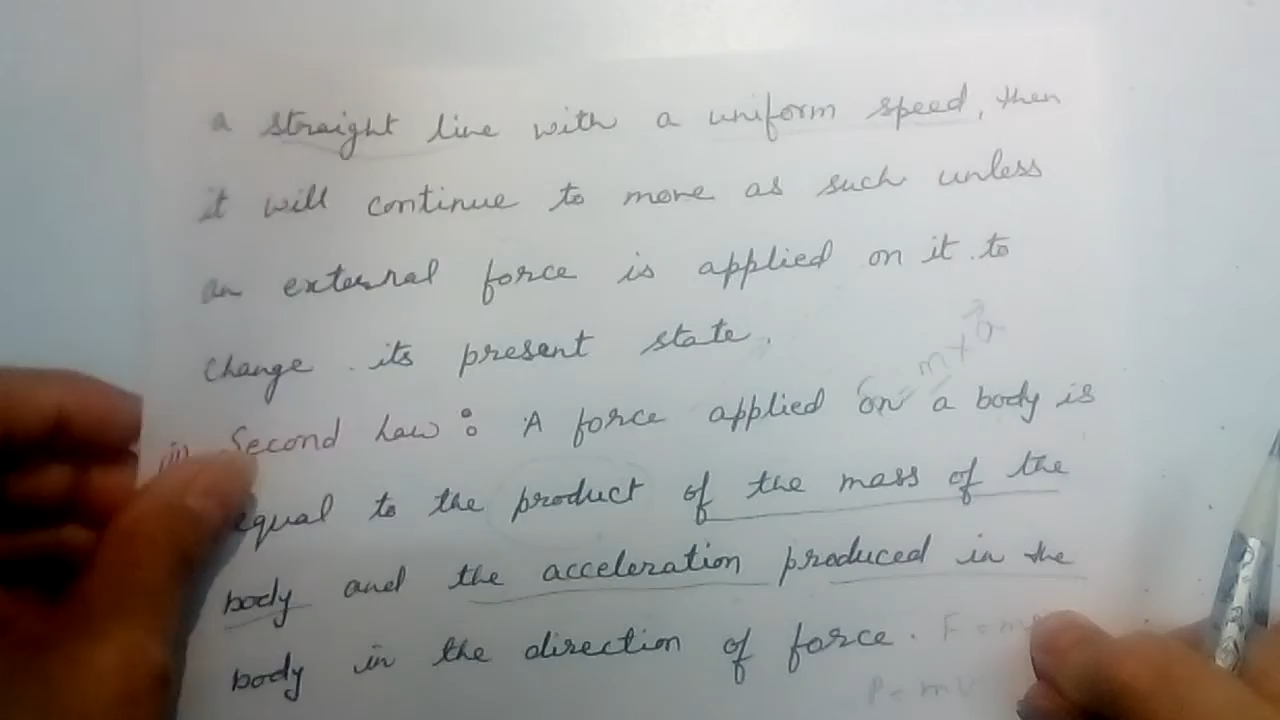 a straight line with a uniform speed, then
it will continue to move as such unless
an external force is applied on it to
change its present state.
m x a
ii) Second Law: A force applied on a body is
equal to the product of the mass of the
body and the acceleration produced in the
body in the direction of force. F = m
P = mv